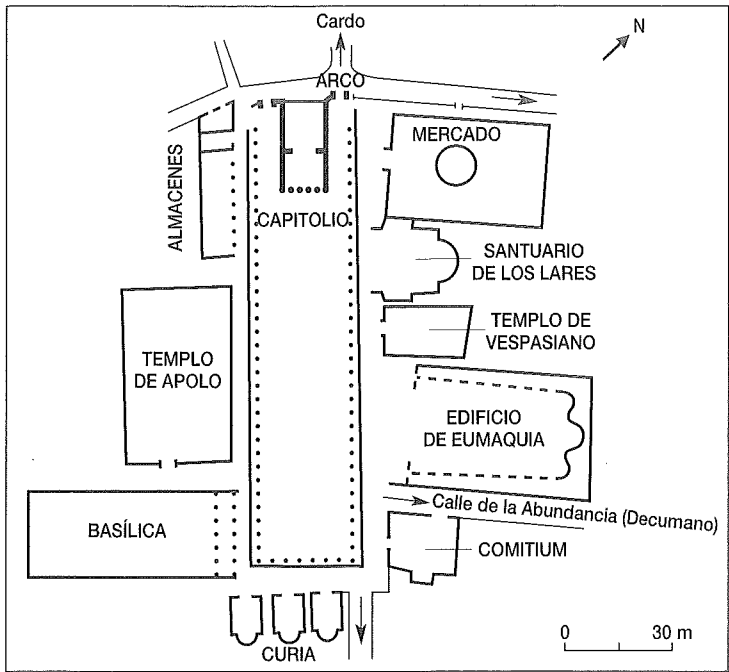 Cardo
N
ARCO
MERCADO
ALMACENES
CAPITOLIO
SANTUARIO
DE LOS LARES
TEMPLO DE
VESPASIANO
TEMPLO
DE APOLO
EDIFICIO
DE EUMAQUIA
Calle de la Abundancia (Decumano)
BASÍLICA
COMITIUM
CURIA
0 30 m